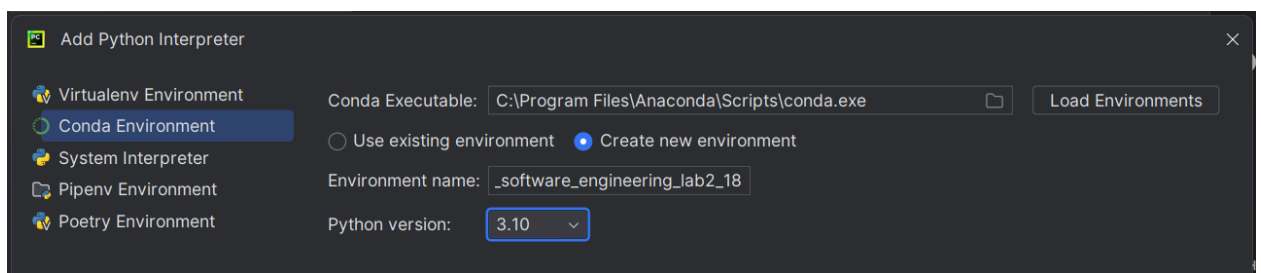 PC
Add Python Interpreter
Virtualenv Environment
Conda Environment
System Interpreter
Pipenv Environment
Poetry Environment
Conda Executable: C:\Program Files\Anaconda\Scripts\conda.exe Load Environments
Use existing environment Create new environment
Environment name: _software_engineering_lab2_18
Python version: 3.10